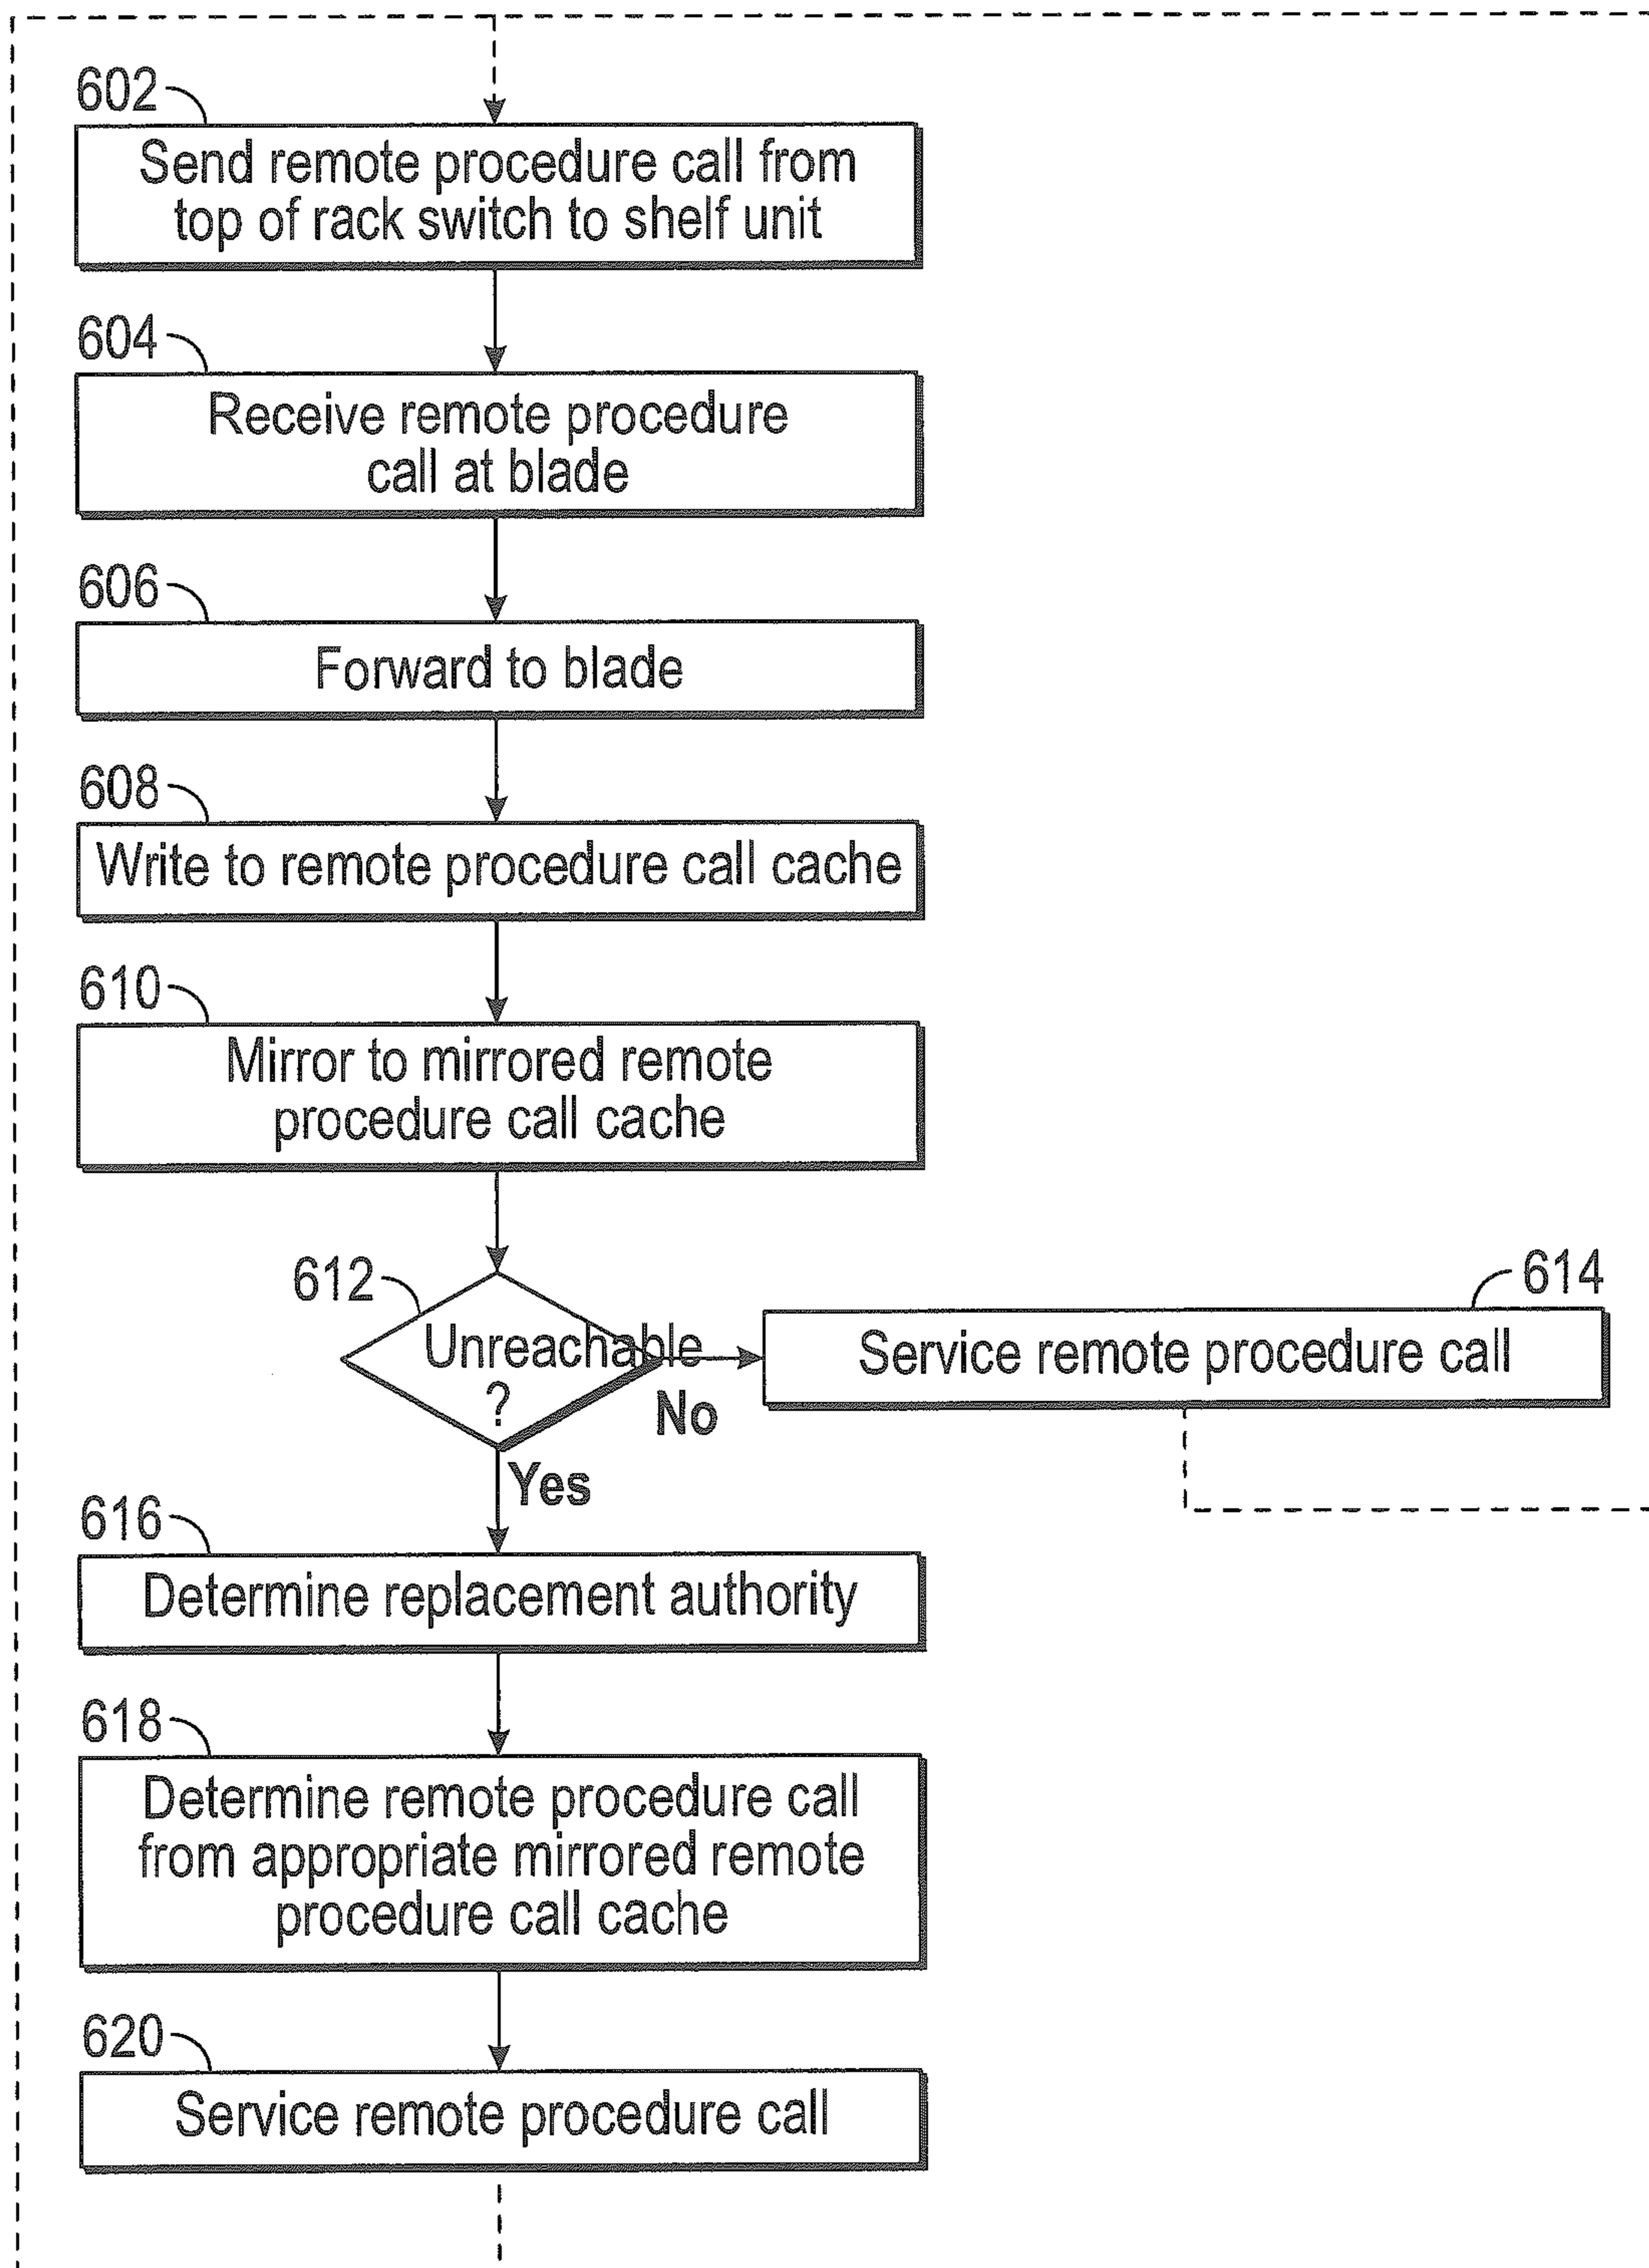 602
Send remote procedure call from
top of rack switch to shelf unit
604
Receive remote procedure
call at blade
606
Forward to blade
608
Write to remote procedure call cache
610
Mirror to mirrored remote
procedure call cache
612
Unreachable
?
No
614
Service remote procedure call
Yes
616
Determine replacement authority
618
Determine remote procedure call
from appropriate mirrored remote
procedure call cache
620
Service remote procedure call